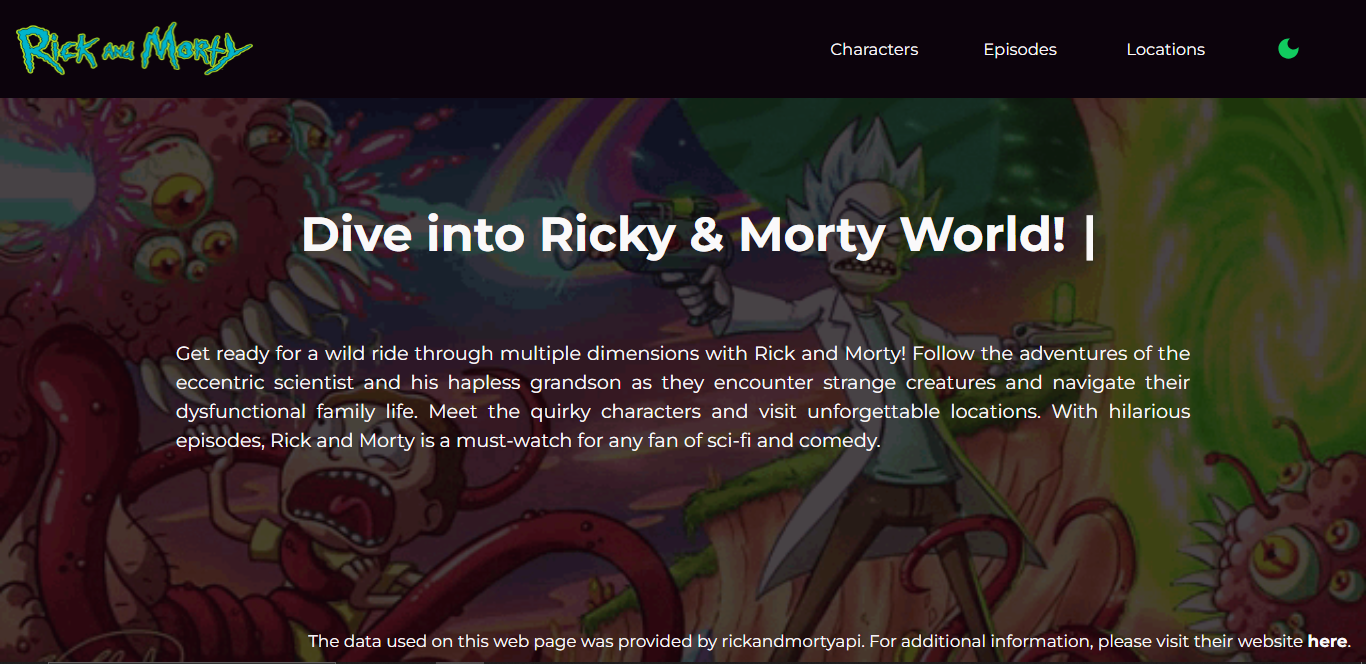 Rick and Morty
Characters Episodes Locations
Dive into Ricky & Morty World! |
Get ready for a wild ride through multiple dimensions with Rick and Morty! Follow the adventures of the
eccentric scientist and his hapless grandson as they encounter strange creatures and navigate their
dysfunctional family life. Meet the quirky characters and visit unforgettable locations. With hilarious
episodes, Rick and Morty is a must-watch for any fan of sci-fi and comedy.
The data used on this web page was provided by rickandmortyapi. For additional information, please visit their website here.